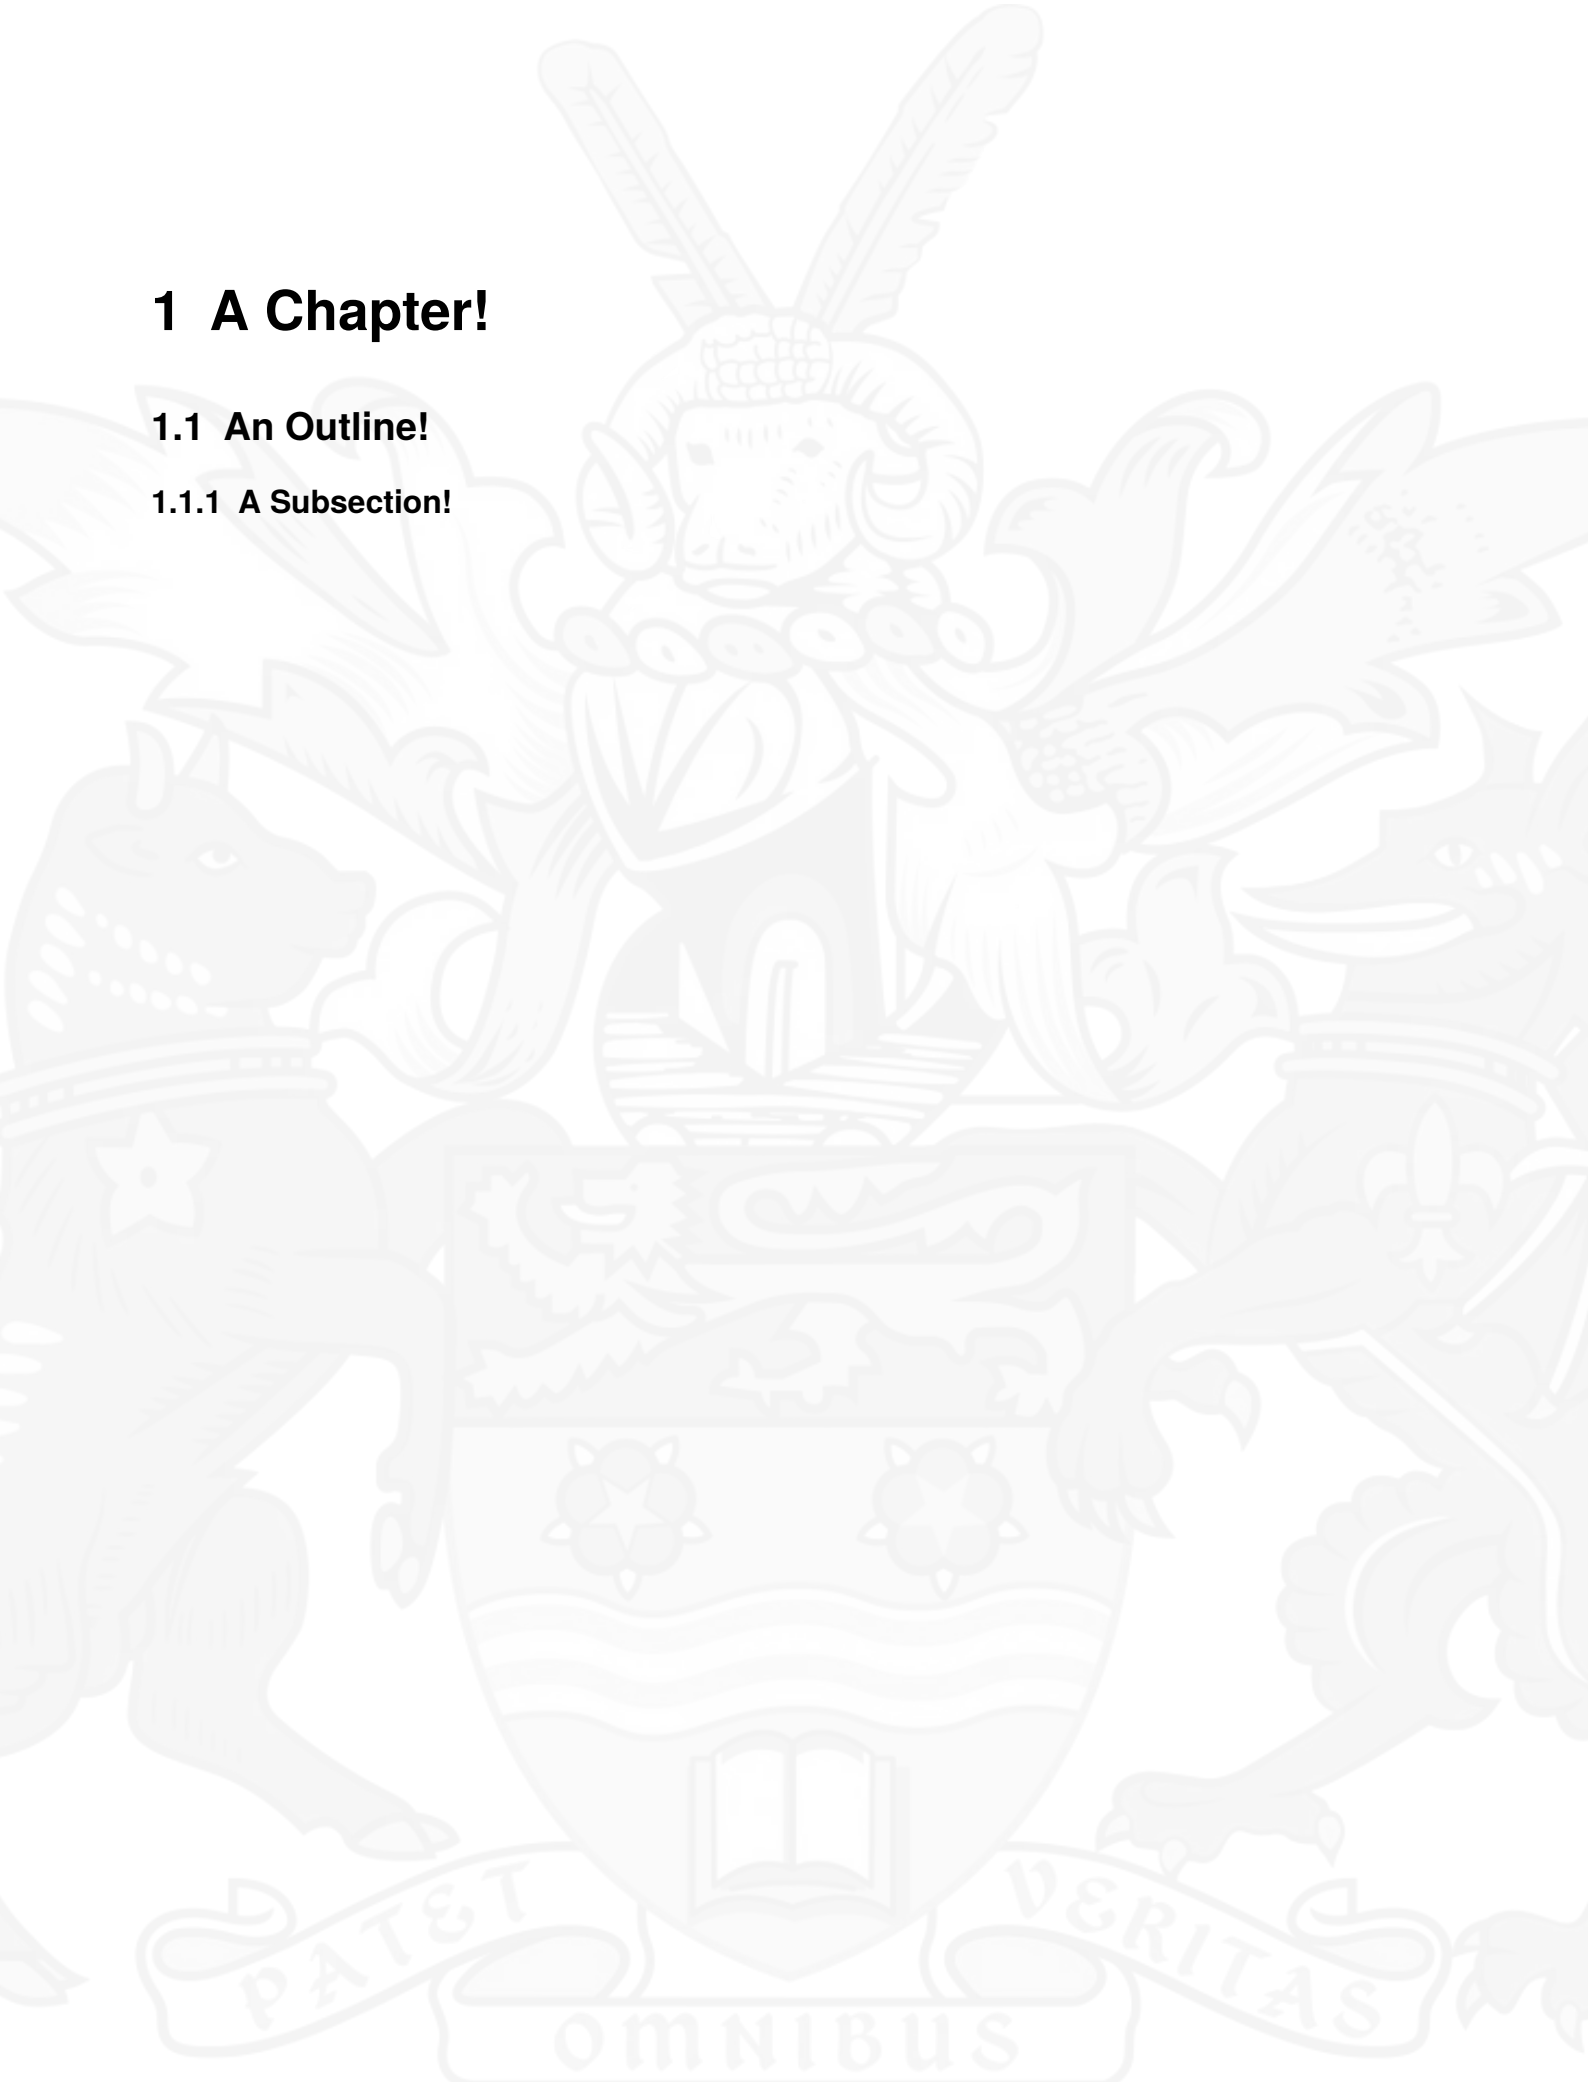 1 A Chapter!
1.1 An Outline!
1.1.1 A Subsection!
PATET
VERITAS
OMNIBUS